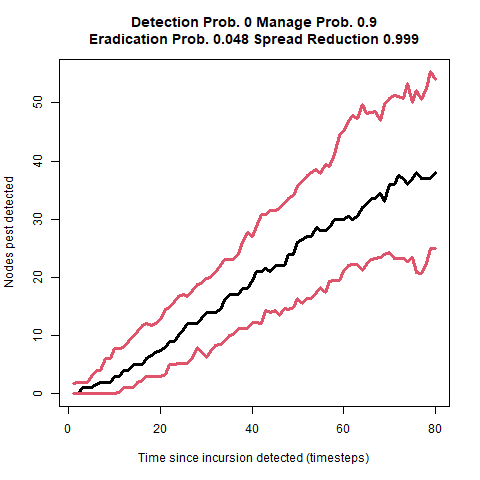 Detection Prob. 0 Manage Prob. 0.9
Eradication Prob. 0.048 Spread Reduction 0.999
Nodes pest detected
50
40
30
20
10
0
0 20 40 60 80
Time since incursion detected (timesteps)